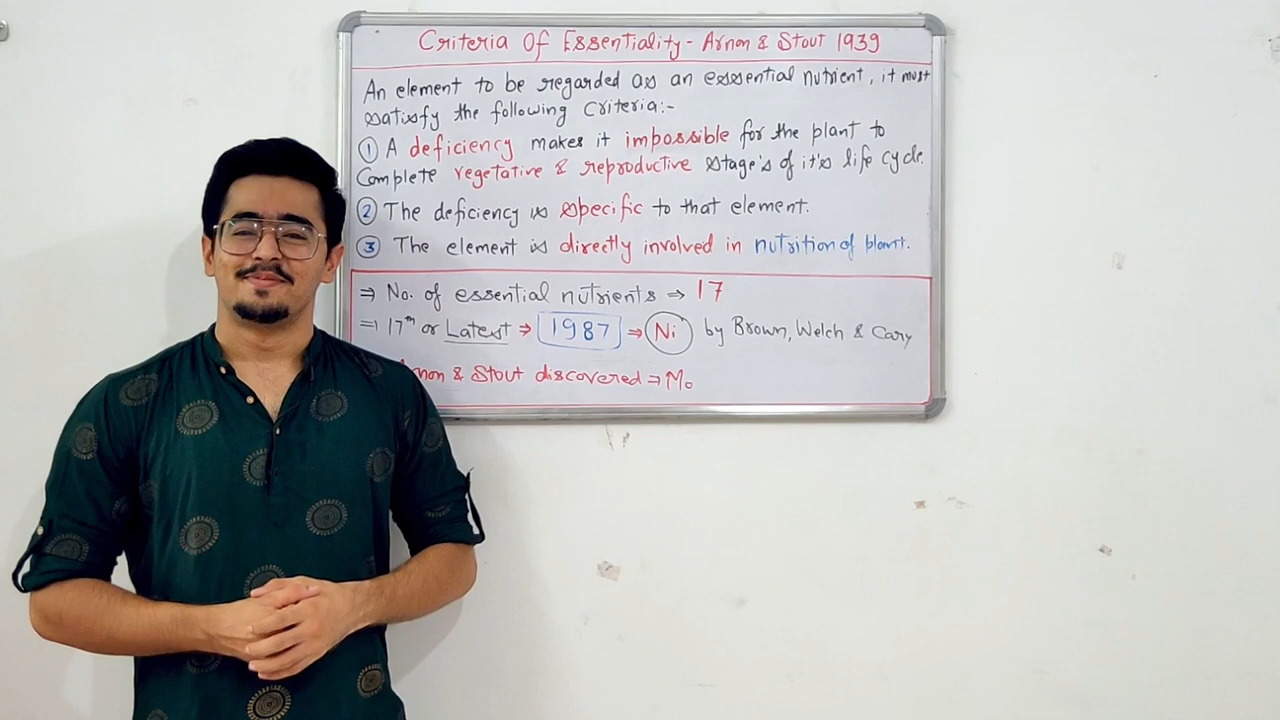 Criteria Of Essentiality - Arnon & Stout 1939
An element to be regarded as an essential nutrient, it must
satisfy the following Criteria:-
① A deficiency makes it impossible for the plant to
Complete vegetative & reproductive stage's of it's life cycle.
② The deficiency is specific to that element.
③ The element is directly involved in nutrition of plant.
⇒ No. of essential nutrients ⇒ 17
⇒ 17th or Latest ⇒ 1987 ⇒ Ni by Brown, Welch & Cary
non & Stout discovered ⇒ Mo